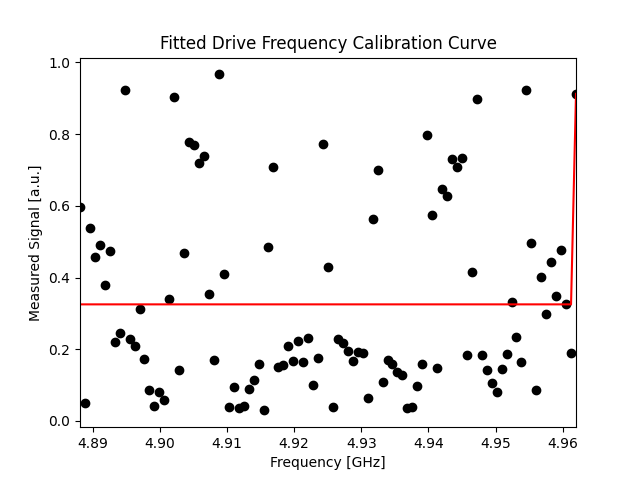 Fitted Drive Frequency Calibration Curve
1.0
0.8
0.6
0.4
0.2
0.0
Measured Signal [a.u.]
4.89 4.90 4.91 4.92 4.93 4.94 4.95 4.96
Frequency [GHz]